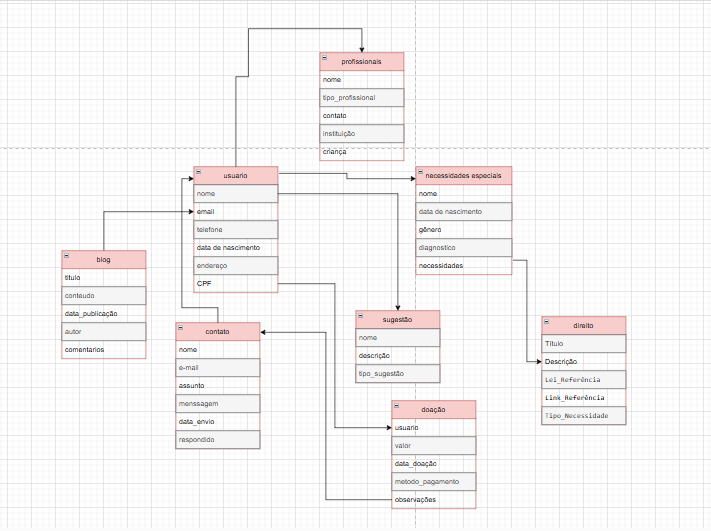 profissionais
nome
tipo_profissional
contato
instituição
criança
usuario
nome
email
telefone
data de nascimento
endereço
CPF
necessidades especiais
nome
data de nascimento
gênero
diagnostico
necessidades
blog
titulo
conteudo
data_publicação
autor
comentarios
contato
nome
e-mail
assunto
menssagem
data_envio
respondido
sugestão
nome
descrição
tipo_sugestão
direito
Título
Descrição
Lei_Referência
Link_Referência
Tipo_Necessidade
doação
usuario
valor
data_doação
metodo_pagamento
observações